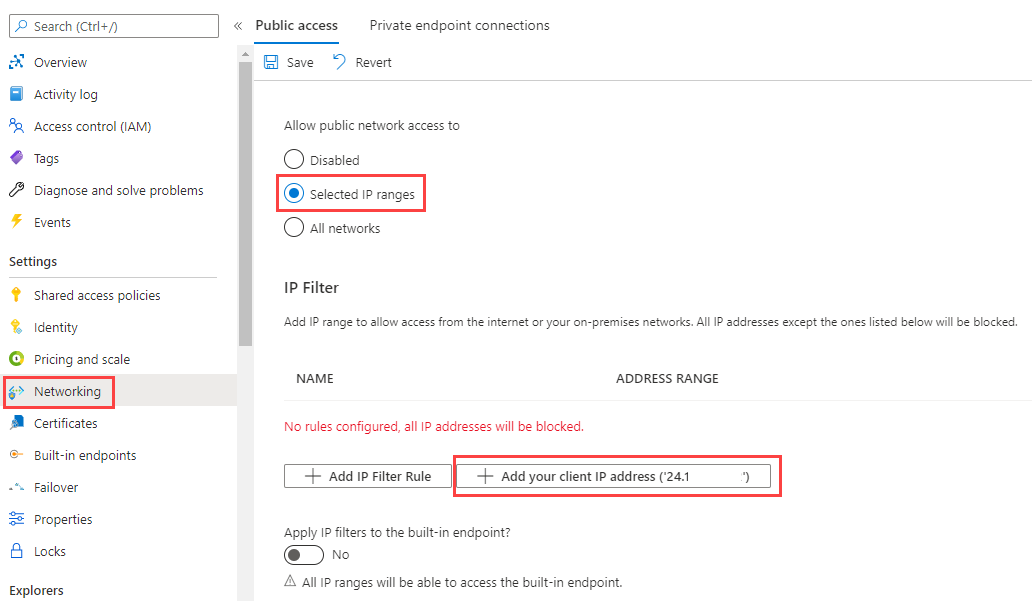 Search (Ctrl+/)
«
Overview
Activity log
Access control (IAM)
Tags
Diagnose and solve problems
Events
Settings
Shared access policies
Identity
Pricing and scale
Networking
Certificates
Built-in endpoints
Failover
Properties
Locks
Explorers
Public access
Private endpoint connections
Save
Revert
Allow public network access to
Disabled
Selected IP ranges
All networks
IP Filter
Add IP range to allow access from the internet or your on-premises networks. All IP addresses except the ones listed below will be blocked.
NAME
ADDRESS RANGE
No rules configured, all IP addresses will be blocked.
Add IP Filter Rule
Add your client IP address ('24.1 ')
Apply IP filters to the built-in endpoint?
No
All IP ranges will be able to access the built-in endpoint.